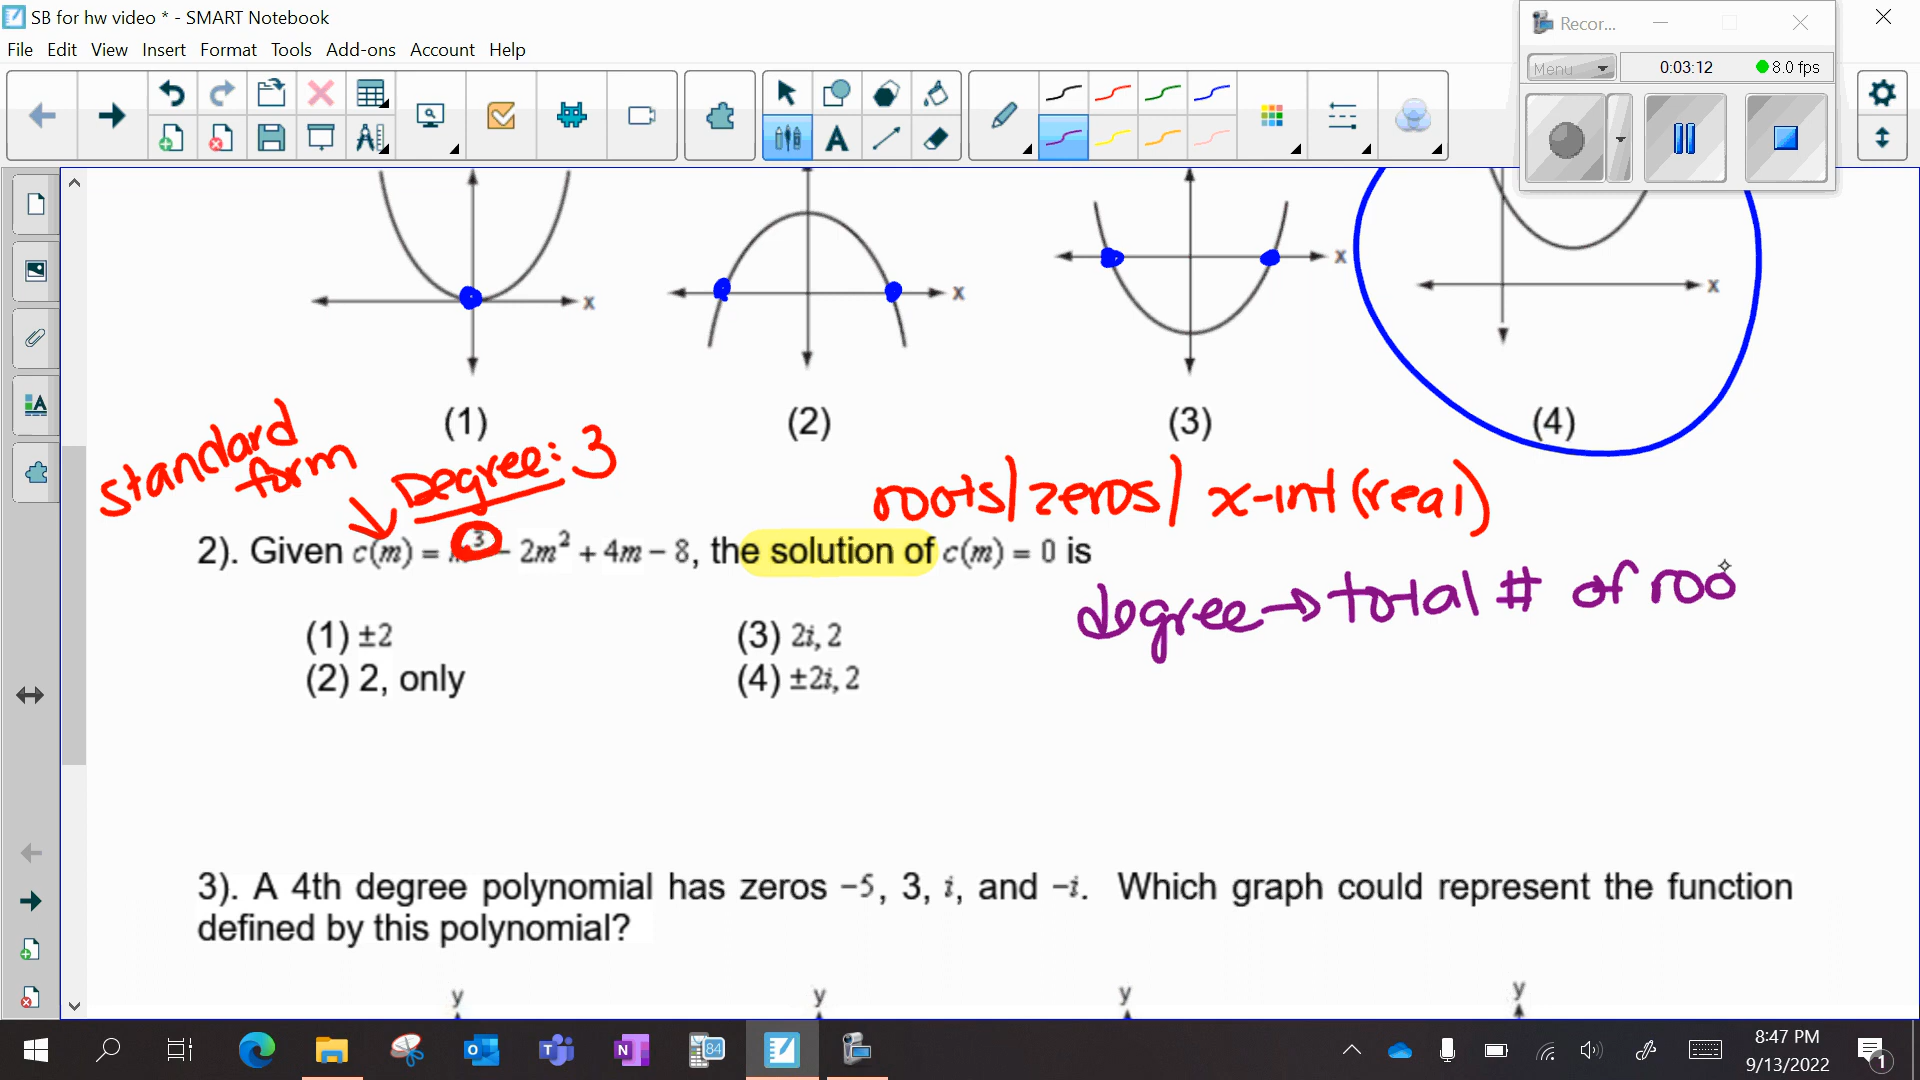 SB for hw video * - SMART Notebook
File Edit View Insert Format Tools Add-ons Account Help
Recor...
Menu 0:03:12 8.0 fps
x x x x
(1) (2) (3) (4)
standard form
Degree: 3
roots/zeros/ x-int (real)
2). Given c(m) = m³ - 2m² + 4m - 8, the solution of c(m) = 0 is
degree → total # of roo
(1) ±2 (3) 2i, 2
(2) 2, only (4) ±2i, 2
3). A 4th degree polynomial has zeros -5, 3, i, and -i. Which graph could represent the function
defined by this polynomial?
y y y y
84
8:47 PM
9/13/2022
1